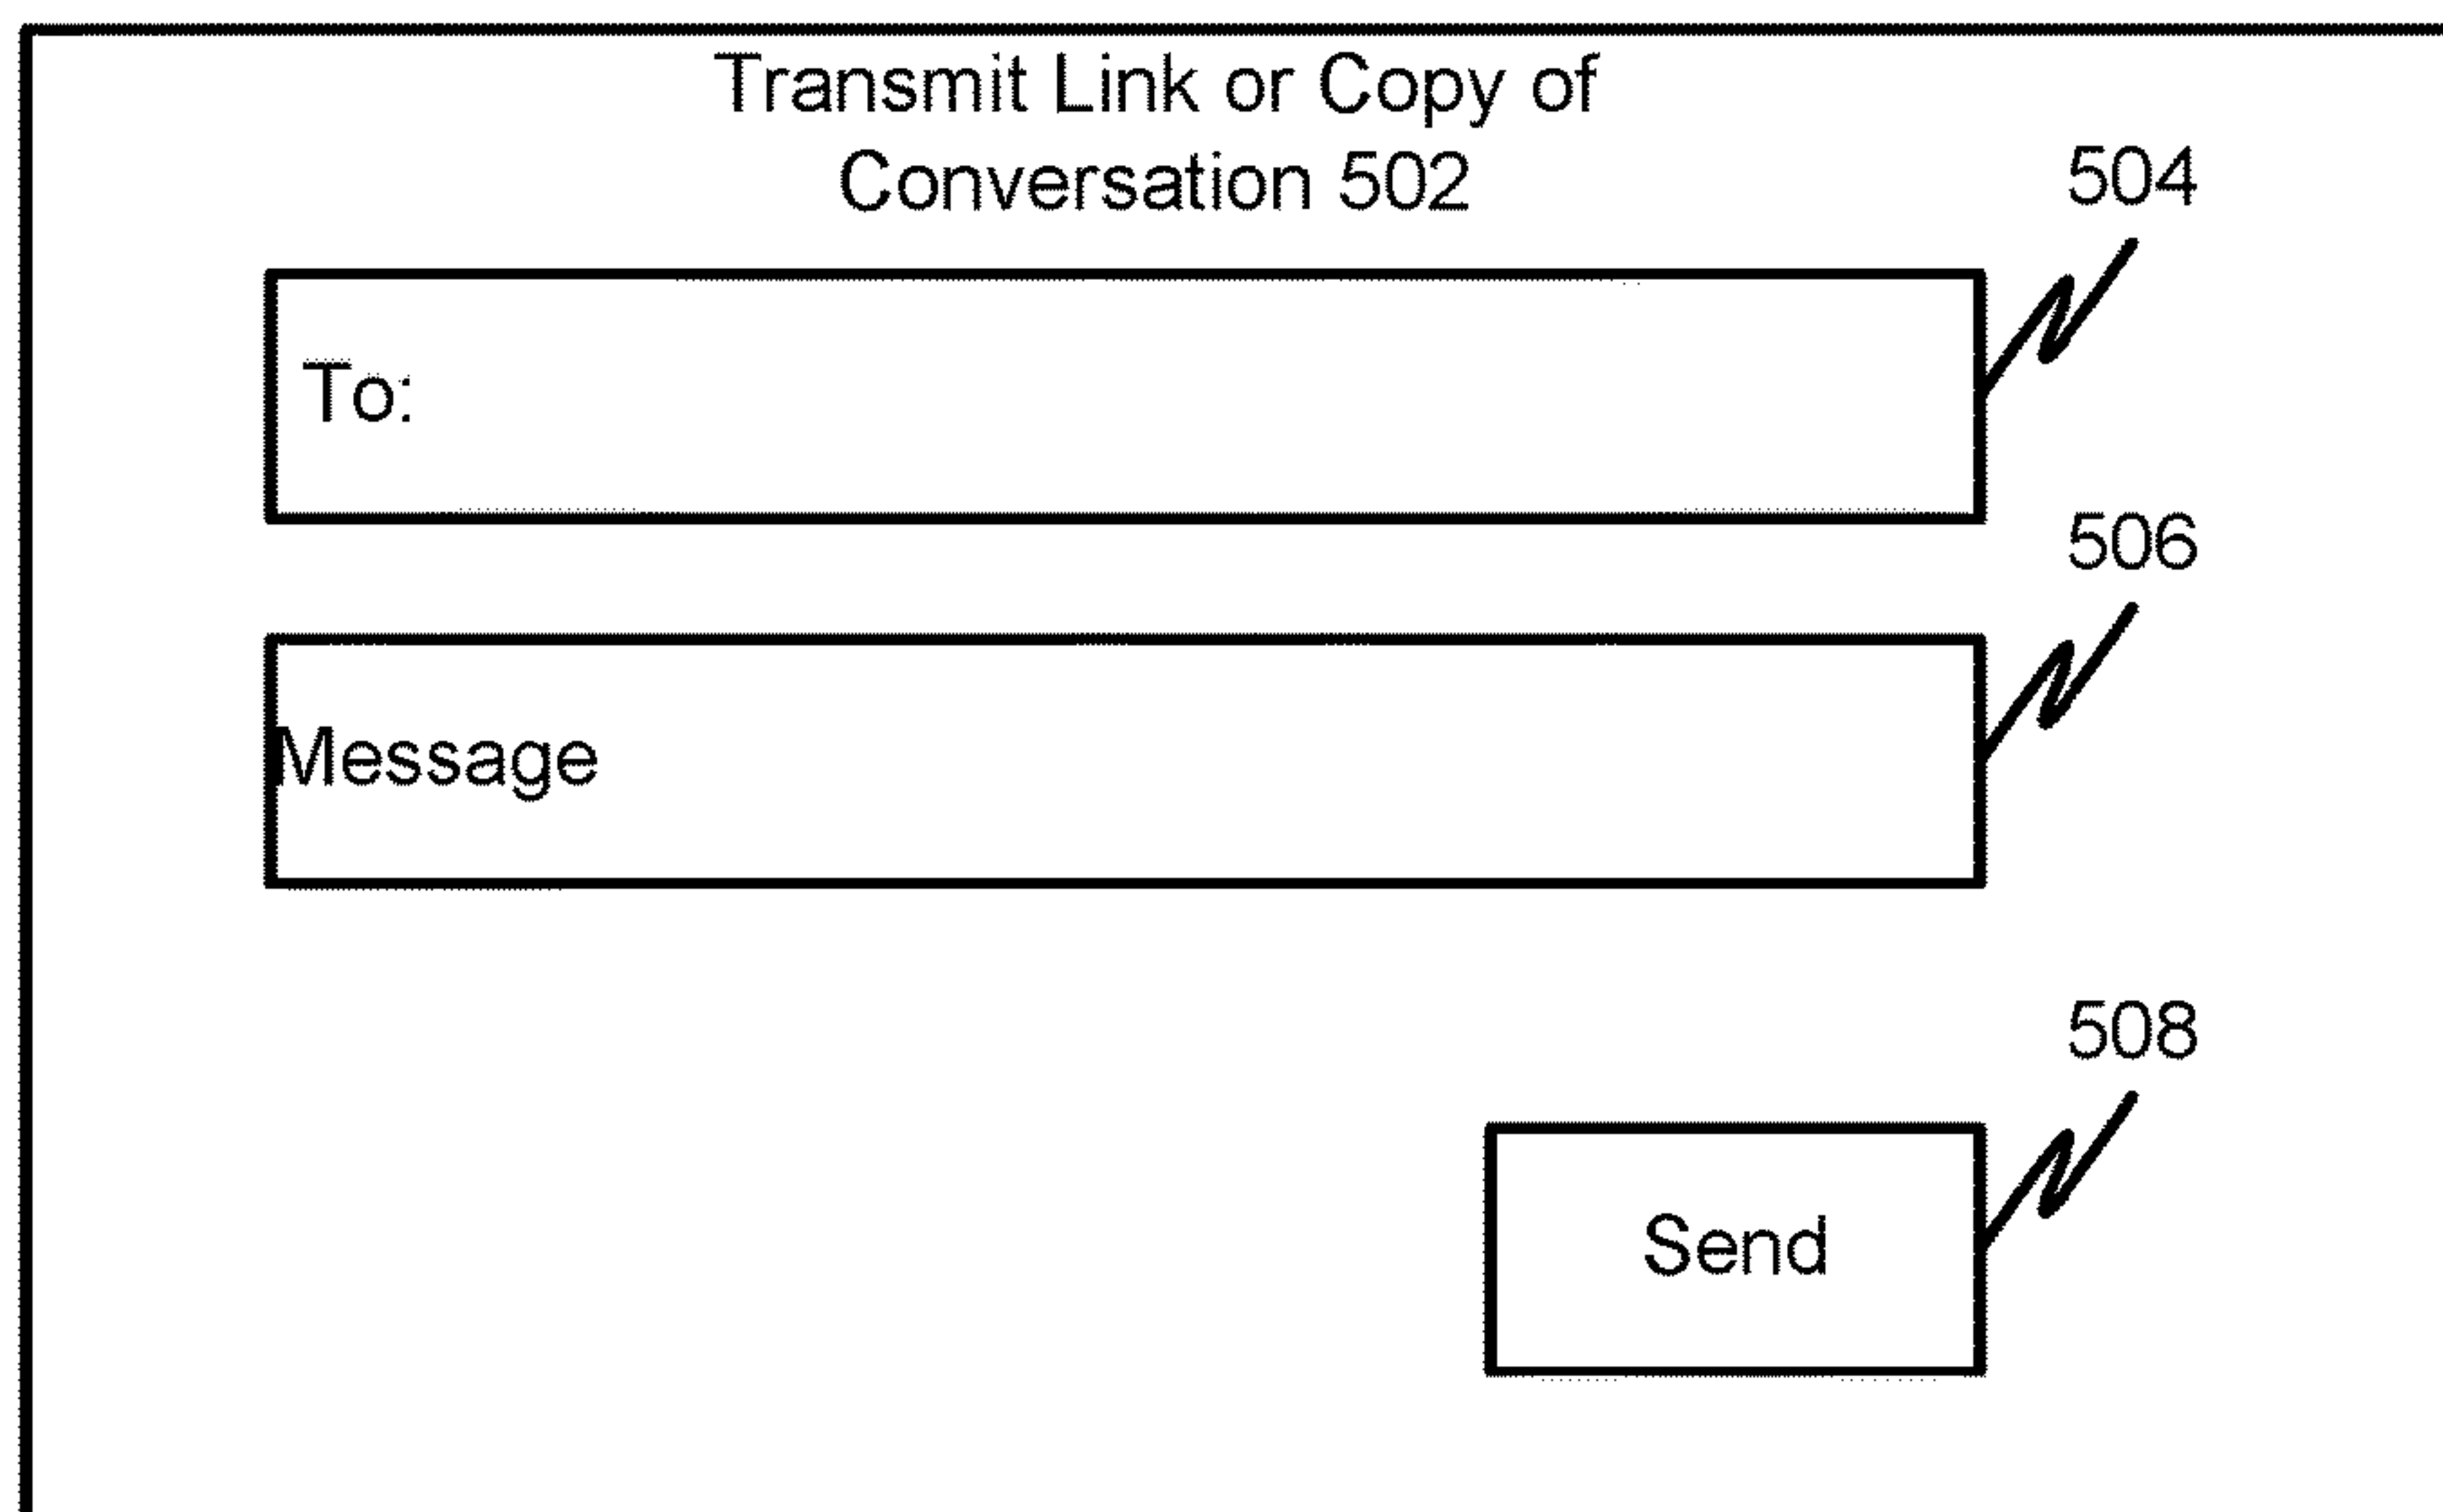 Transmit Link or Copy of
Conversation 502
504
To:
506
Message
508
Send